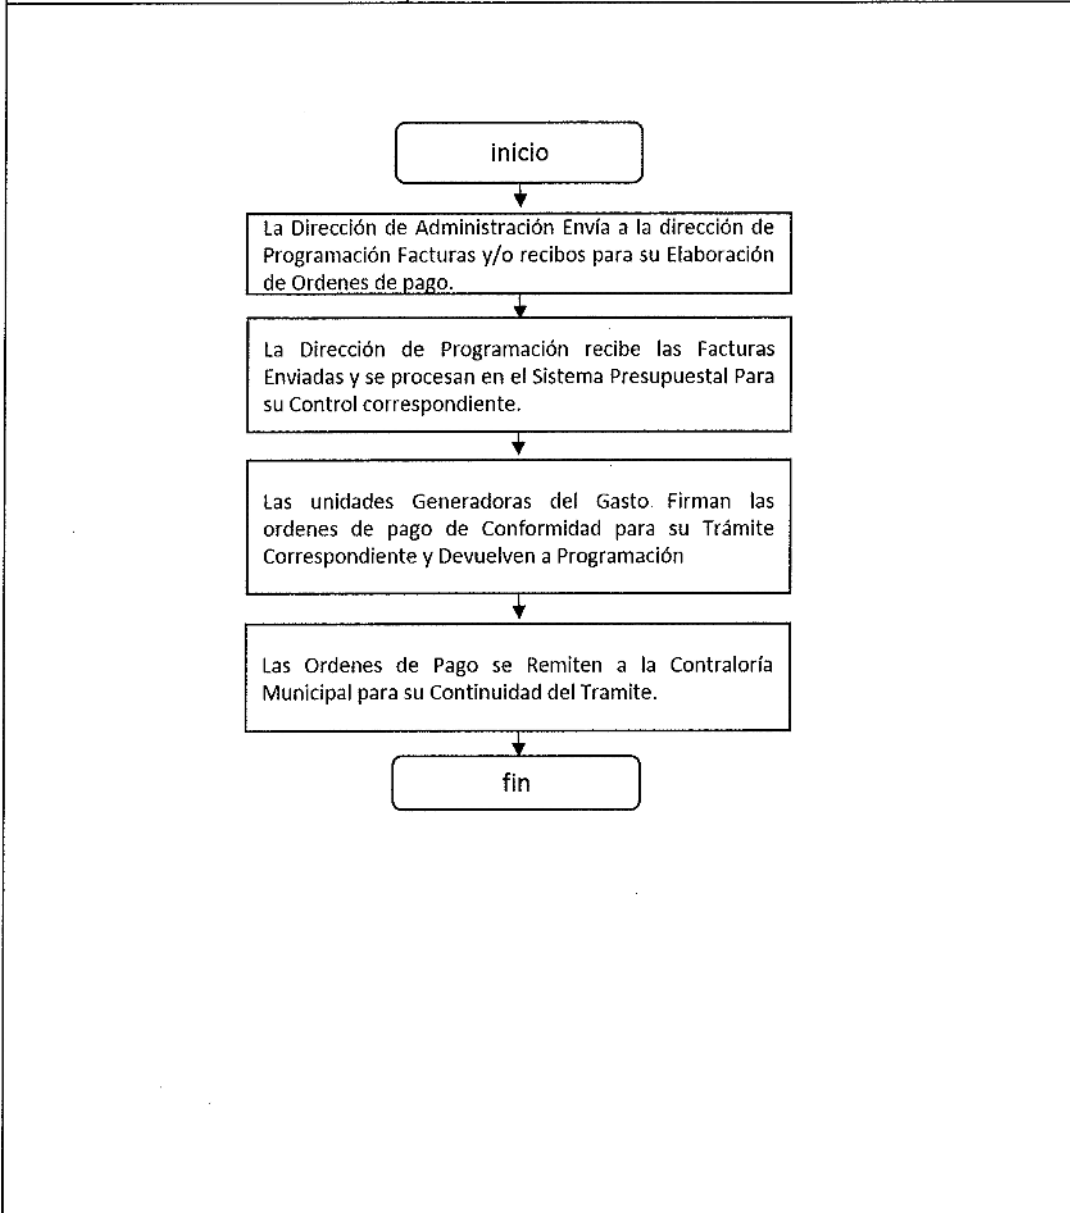 inicio
La Dirección de Administración Envía a la dirección de
Programación Facturas y/o recibos para su Elaboración
de Ordenes de pago.
La Dirección de Programación recibe las Facturas
Enviadas y se procesan en el Sistema Presupuestal Para
su Control correspondiente.
Las unidades Generadoras del Gasto Firman las
ordenes de pago de Conformidad para su Trámite
Correspondiente y Devuelven a Programación
Las Ordenes de Pago se Remiten a la Contraloría
Municipal para su Continuidad del Tramite.
fin